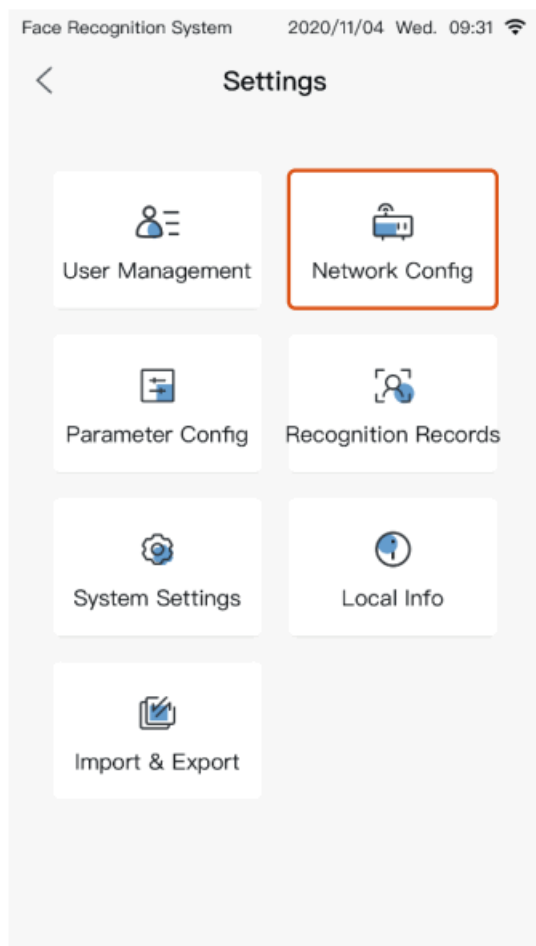 Face Recognition System 2020/11/04 Wed. 09:31
Settings
User Management Network Config
Parameter Config Recognition Records
System Settings Local Info
Import & Export